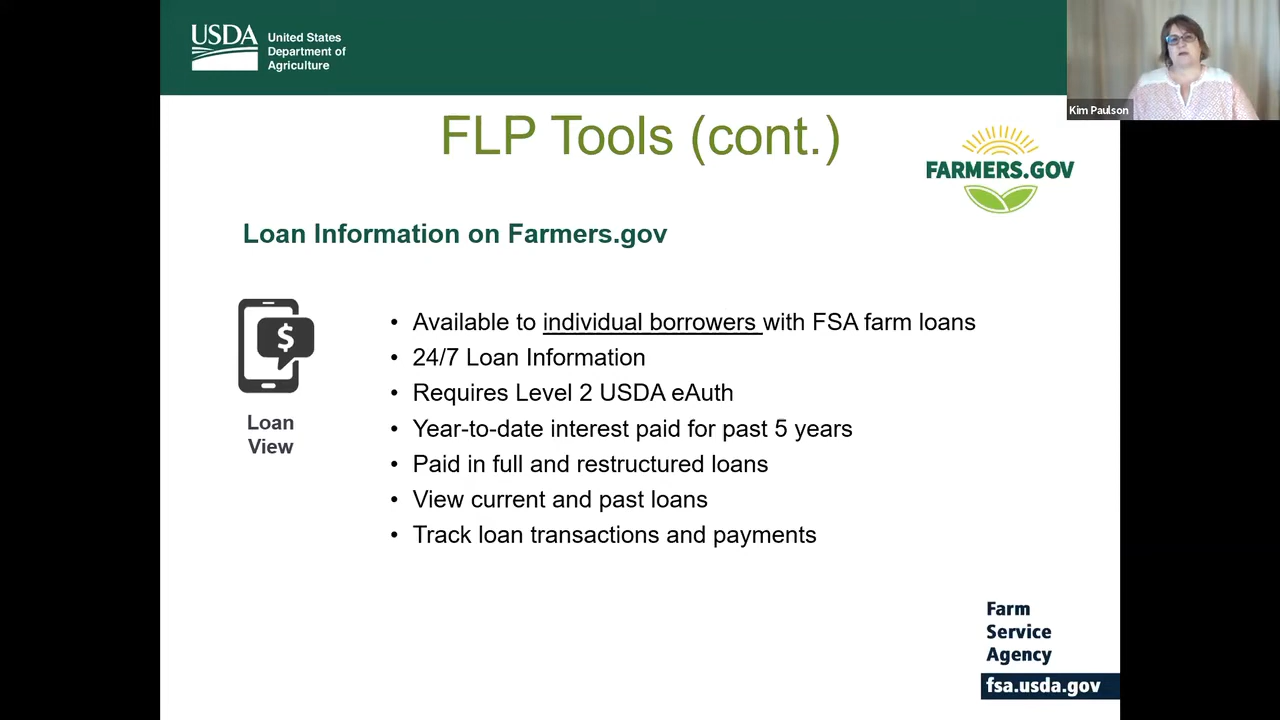 USDA
United States
Department of
Agriculture
Kim Paulson
FLP Tools (cont.)
FARMERS.GOV
Loan Information on Farmers.gov
$
Loan
View
• Available to individual borrowers with FSA farm loans
• 24/7 Loan Information
• Requires Level 2 USDA eAuth
• Year-to-date interest paid for past 5 years
• Paid in full and restructured loans
• View current and past loans
• Track loan transactions and payments
Farm
Service
Agency
fsa.usda.gov